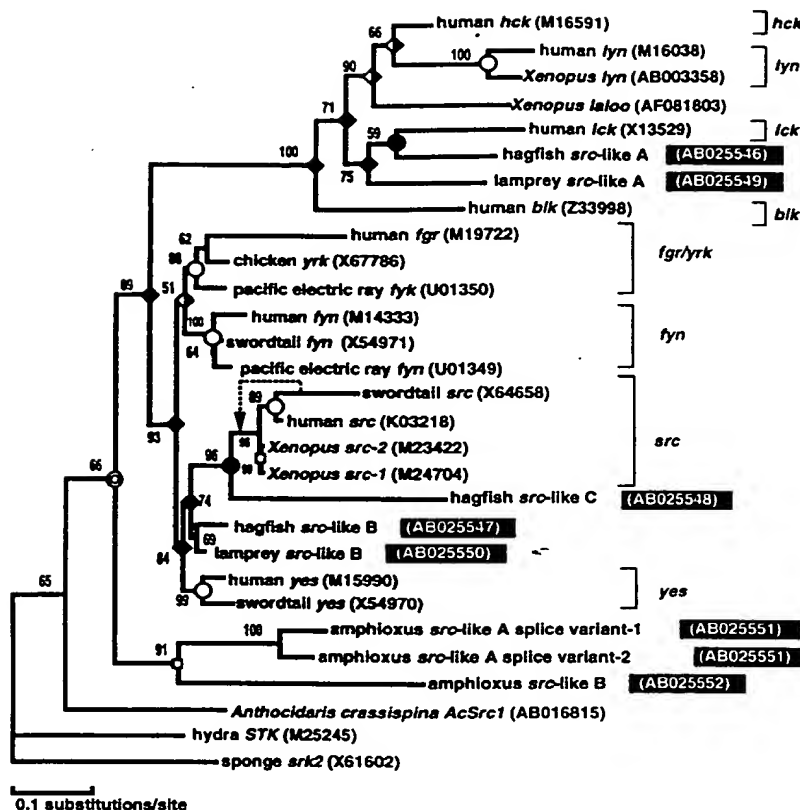 human hck (M16591)
hck
66
human lyn (M16038)
100
lyn
Xenopus lyn (AB003358)
90
Xenopus laloo (AF081803)
71
human lck (X13529)
lck
59
hagfish src-like A (AB025546)
100
75
lamprey src-like A (AB025549)
human blk (Z33998)
blk
human fgr (M19722)
62
chicken yrk (X67786)
fgr/yrk
88
pacific electric ray fyk (U01350)
89
51
human fyn (M14333)
100
swordtail fyn (X54971)
fyn
64
pacific electric ray fyn (U01349)
swordtail src (X64658)
89
human src (K03218)
93
98
Xenopus src-2 (M23422)
src
96
Xenopus src-1 (M24704)
66
hagfish src-like C (AB025548)
74
hagfish src-like B (AB025547)
69
lamprey src-like B (AB025550)
84
human yes (M15990)
yes
65
99
swordtail yes (X54970)
amphioxus src-like A splice variant-1 (AB025551)
100
91
amphioxus src-like A splice variant-2 (AB025551)
amphioxus src-like B (AB025552)
Anthocidaris crassispina AcSrc1 (AB016815)
hydra STK (M25245)
sponge srk2 (X61602)
0.1 substitutions/site